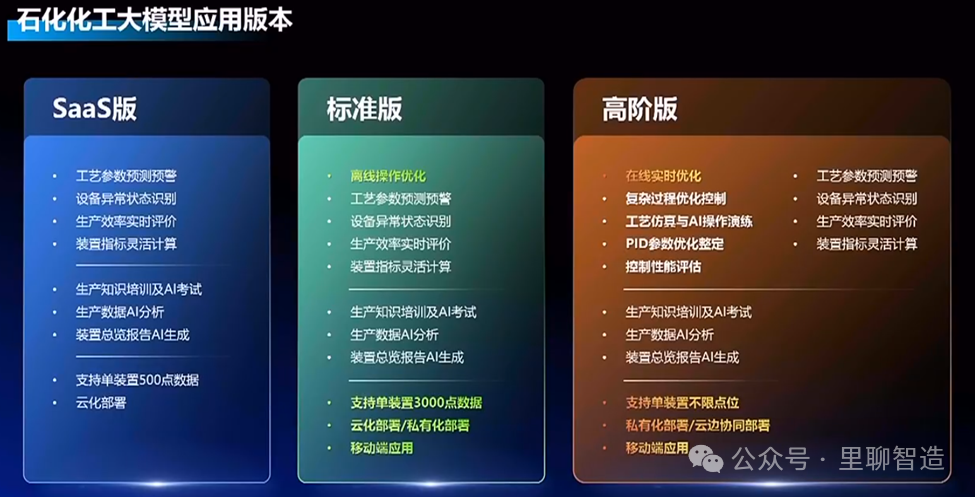 石化化工大模型应用版本
SaaS版
工艺参数预测预警
设备异常状态识别
生产效率实时评价
装置指标灵活计算
生产知识培训及AI考试
生产数据AI分析
装置总览报告AI生成
支持单装置500点数据
云化部署
标准版
离线操作优化
工艺参数预测预警
设备异常状态识别
生产效率实时评价
装置指标灵活计算
生产知识培训及AI考试
生产数据AI分析
装置总览报告AI生成
支持单装置3000点数据
云化部署/私有化部署
移动端应用
高阶版
在线实时优化
复杂过程优化控制
工艺仿真与AI操作演练
PID参数优化整定
控制性能评估
工艺参数预测预警
设备异常状态识别
生产效率实时评价
装置指标灵活计算
生产知识培训及AI考试
生产数据AI分析
装置总览报告AI生成
支持单装置不限点位
私有化部署/云边协同部署
移动端应用
公众号 · 里聊智造